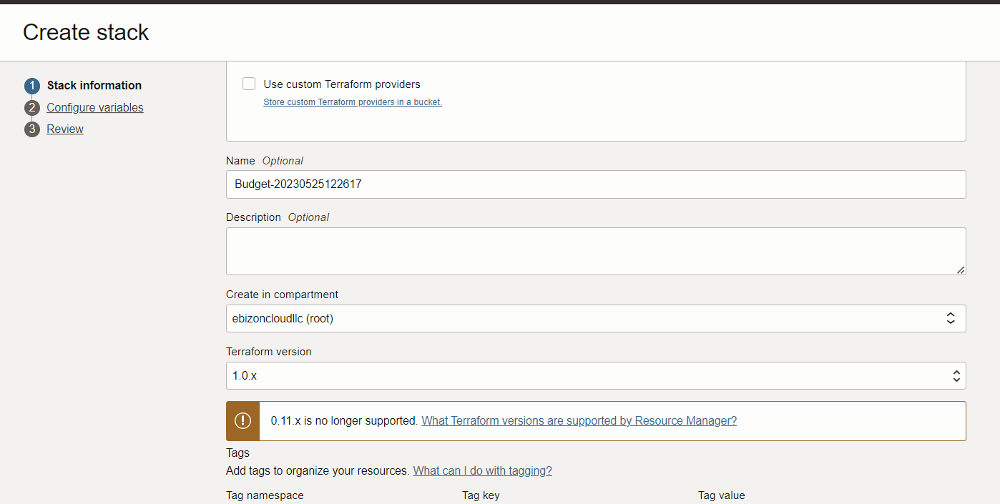 Create stack
1 Stack information
2 Configure variables
3 Review
Use custom Terraform providers
Store custom Terraform providers in a bucket.
Name Optional
Budget-20230525122617
Description Optional
Create in compartment
ebizoncloudllc (root)
Terraform version
1.0.x
0.11.x is no longer supported. What Terraform versions are supported by Resource Manager?
Tags
Add tags to organize your resources. What can I do with tagging?
Tag namespace Tag key Tag value